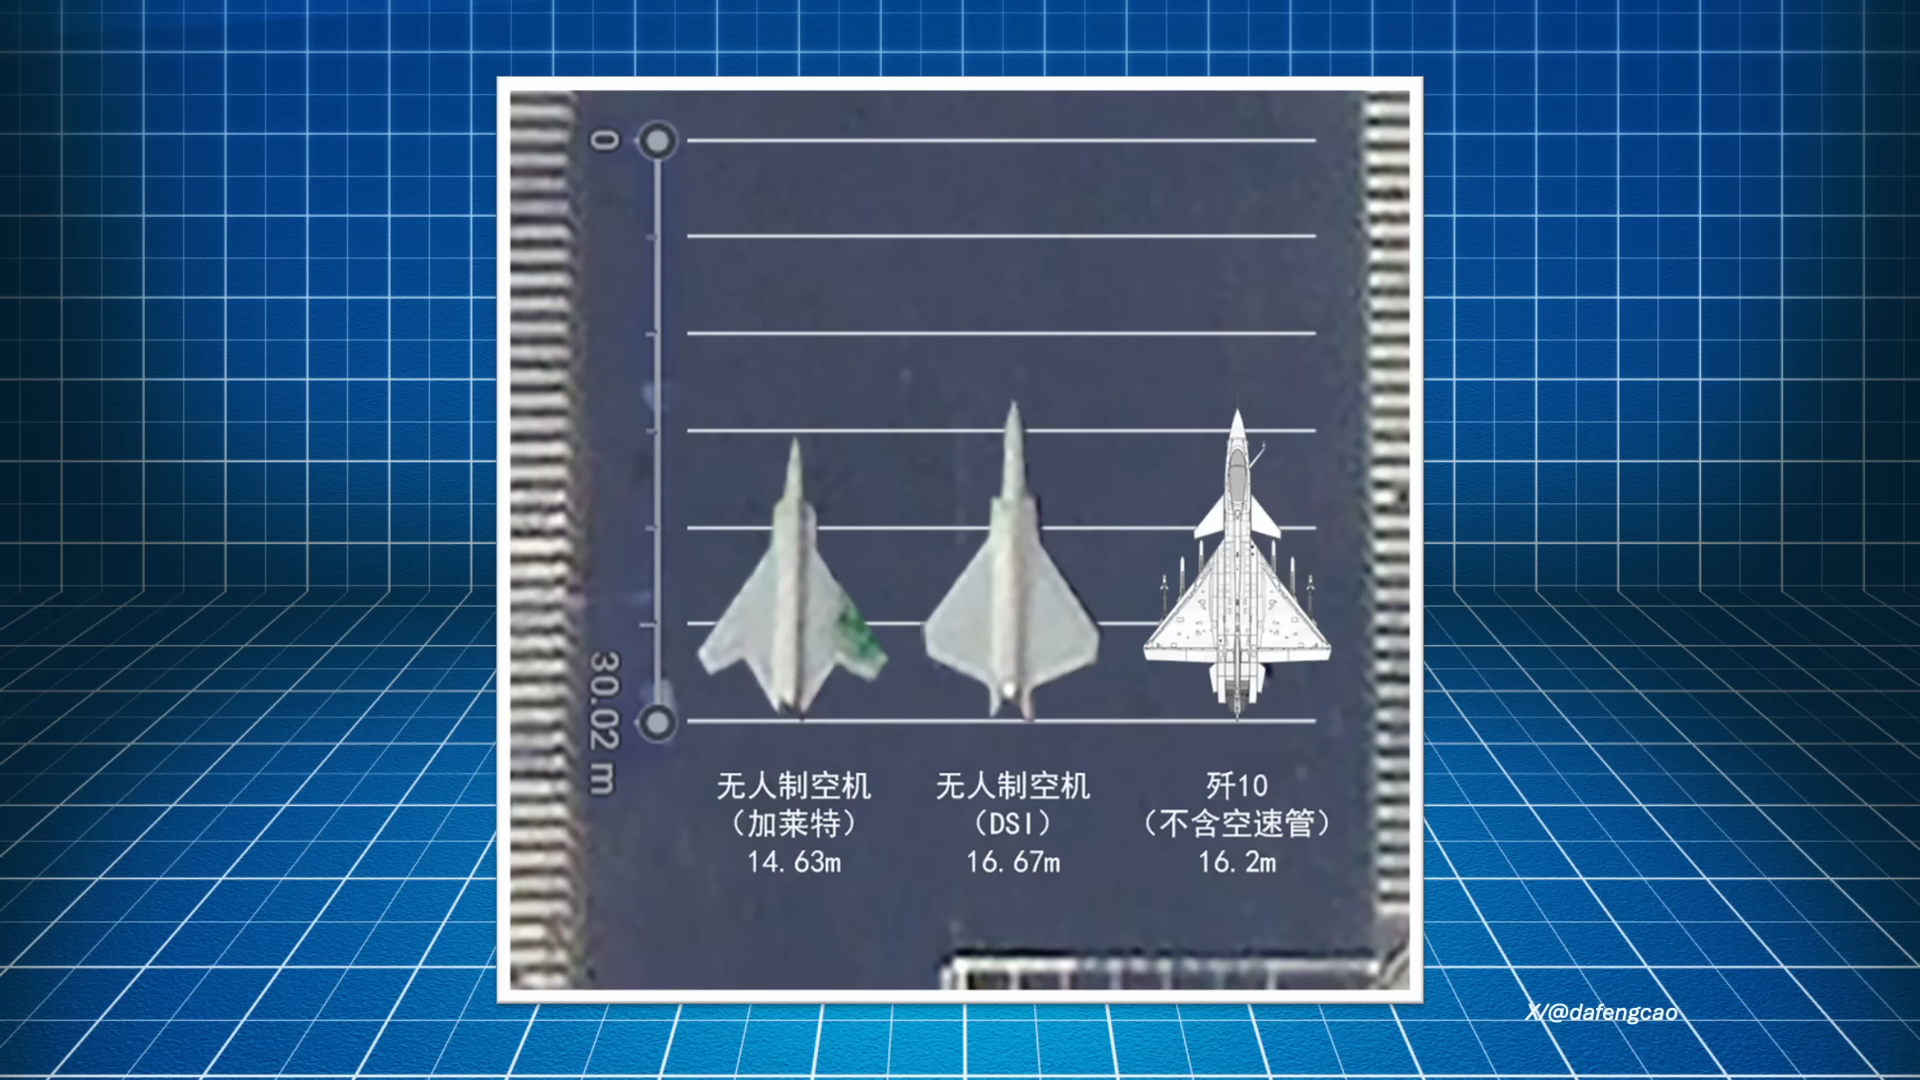 0
30.02 m
无人制空机
（加莱特）
14.63m
无人制空机
（DSI）
16.67m
歼10
（不含空速管）
16.2m
X/@dafengcao